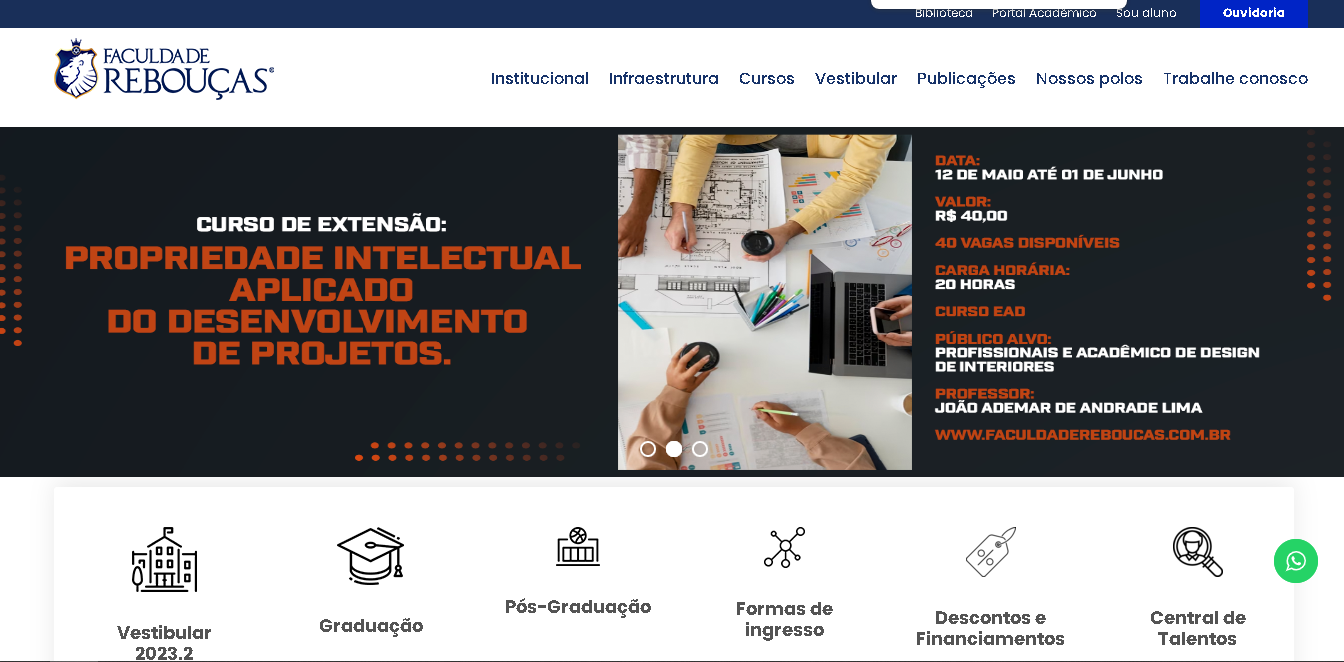 Biblioteca Portal Acadêmico Sou aluno Ouvidoria
FACULDADE
REBOUÇAS®
Institucional Infraestrutura Cursos Vestibular Publicações Nossos polos Trabalhe conosco
CURSO DE EXTENSÃO:
PROPRIEDADE INTELECTUAL
APLICADO
DO DESENVOLVIMENTO
DE PROJETOS.
DATA:
12 DE MAIO ATÉ 01 DE JUNHO
VALOR:
R$ 40,00
40 VAGAS DISPONÍVEIS
CARGA HORÁRIA:
20 HORAS
CURSO EAD
PÚBLICO ALVO:
PROFISSIONAIS E ACADÊMICO DE DESIGN
DE INTERIORES
PROFESSOR:
JOÃO ADEMAR DE ANDRADE LIMA
WWW.FACULDADEREBOUCAS.COM.BR
Vestibular
2023.2
Graduação
Pós-Graduação
Formas de
ingresso
Descontos e
Financiamentos
Central de
Talentos